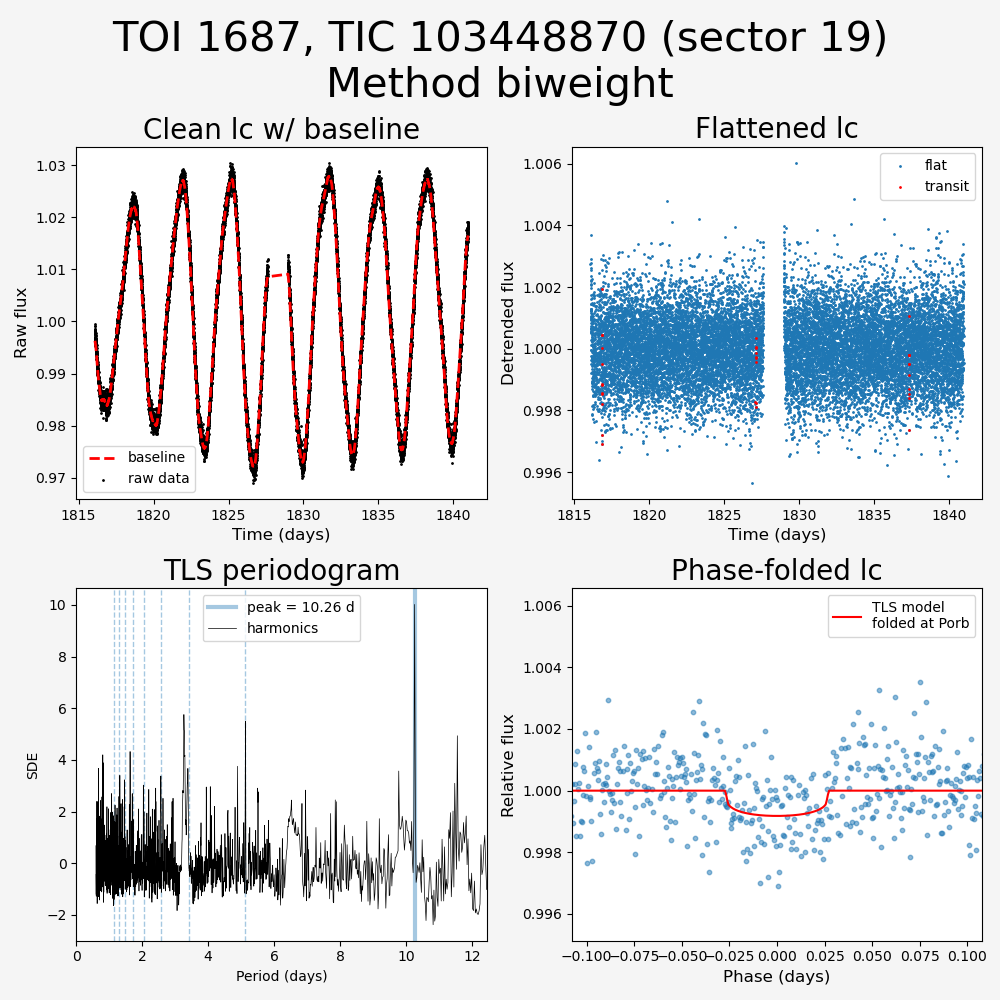 TOI 1687, TIC 103448870 (sector 19)
Method biweight
Clean lc w/ baseline
Raw flux
1.03
1.02
1.01
1.00
0.99
0.98
0.97
baseline
raw data
1815
1820
1825
1830
1835
1840
Time (days)
Flattened lc
Detrended flux
1.006
1.004
1.002
1.000
0.998
0.996
flat
transit
1815
1820
1825
1830
1835
1840
Time (days)
TLS periodogram
SDE
10
8
6
4
2
0
−2
peak = 10.26 d
harmonics
0
2
4
6
8
10
12
Period (days)
Phase-folded lc
Relative flux
1.006
1.004
1.002
1.000
0.998
0.996
TLS model
folded at Porb
−0.100
−0.075
−0.050
−0.025
0.000
0.025
0.050
0.075
0.100
Phase (days)